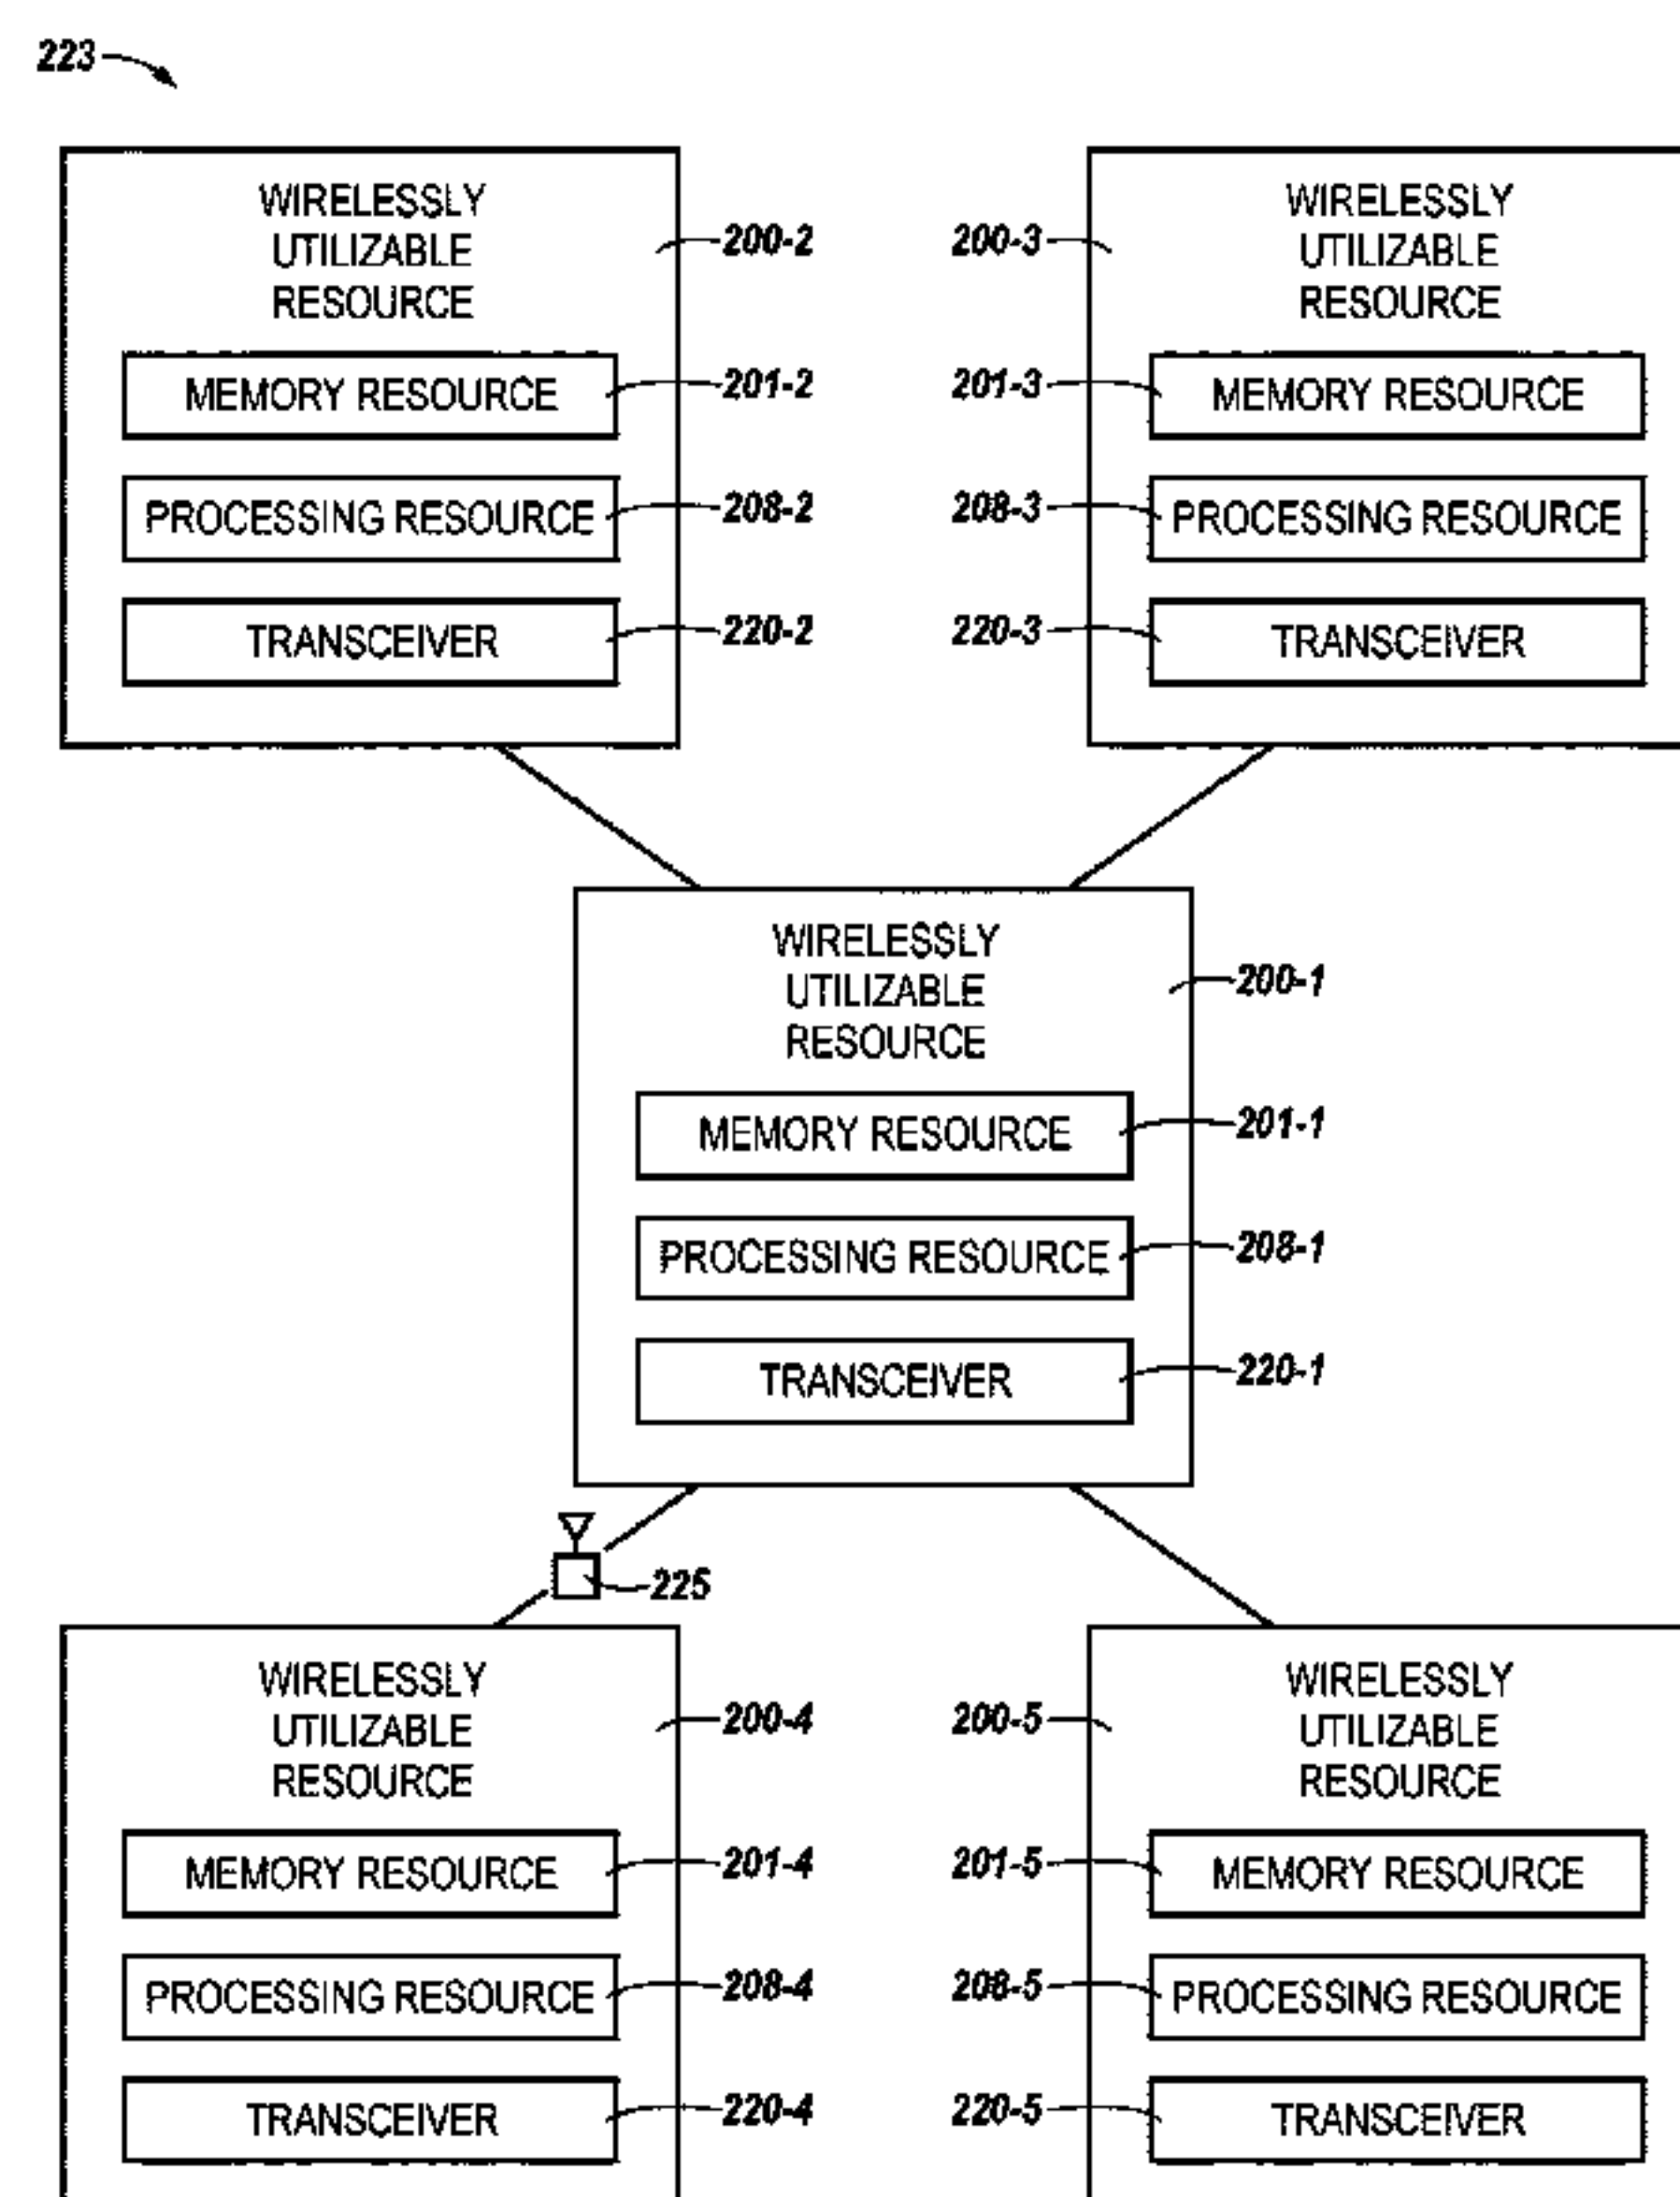 223
WIRELESSLY
UTILIZABLE
RESOURCE
200-2
MEMORY RESOURCE
201-2
PROCESSING RESOURCE
208-2
TRANSCEIVER
220-2
WIRELESSLY
UTILIZABLE
RESOURCE
200-3
MEMORY RESOURCE
201-3
PROCESSING RESOURCE
208-3
TRANSCEIVER
220-3
WIRELESSLY
UTILIZABLE
RESOURCE
200-1
MEMORY RESOURCE
201-1
PROCESSING RESOURCE
208-1
TRANSCEIVER
220-1
225
WIRELESSLY
UTILIZABLE
RESOURCE
200-4
MEMORY RESOURCE
201-4
PROCESSING RESOURCE
208-4
TRANSCEIVER
220-4
WIRELESSLY
UTILIZABLE
RESOURCE
200-5
MEMORY RESOURCE
201-5
PROCESSING RESOURCE
208-5
TRANSCEIVER
220-5